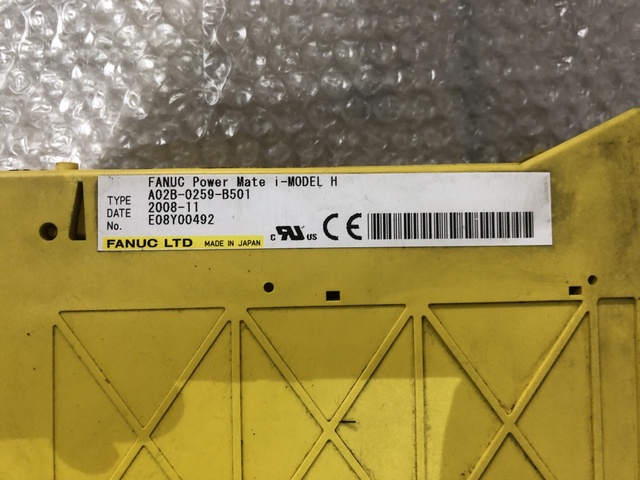 FANUC Power Mate i-MODEL H
TYPE A02B-0259-B501
DATE 2008-11
No. E08Y00492
FANUC LTD MADE IN JAPAN
c RU us CE